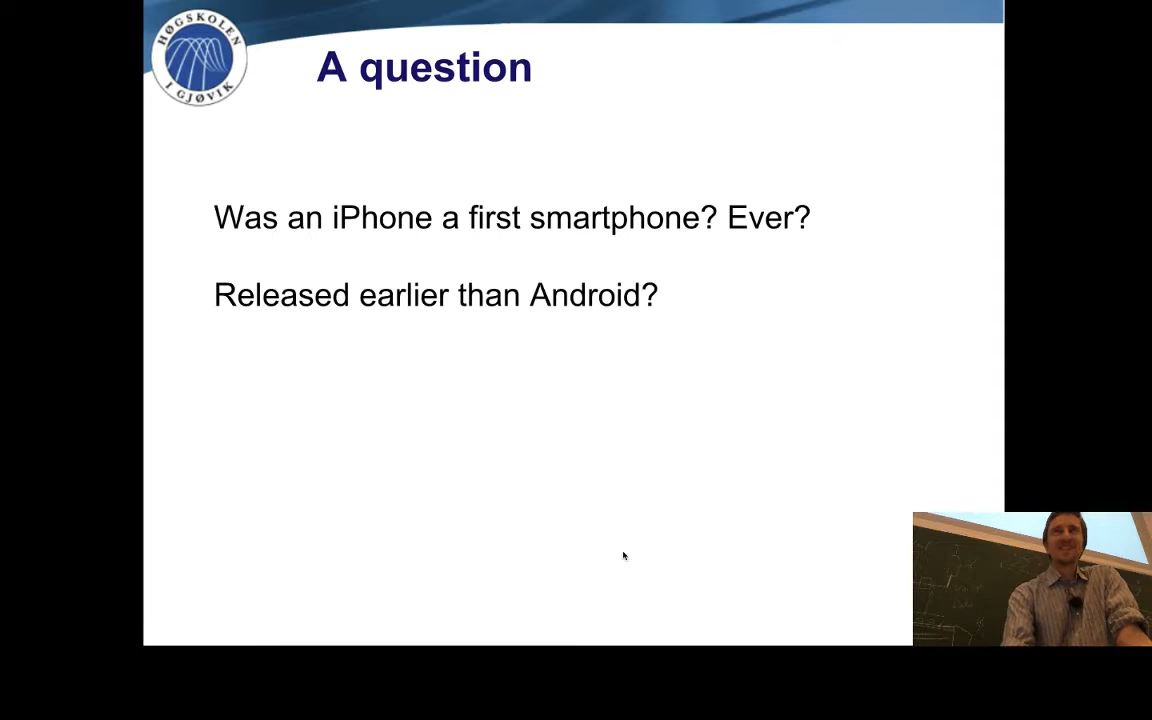 HØGSKOLEN
I GJØVIK
A question
Was an iPhone a first smartphone? Ever?
Released earlier than Android?